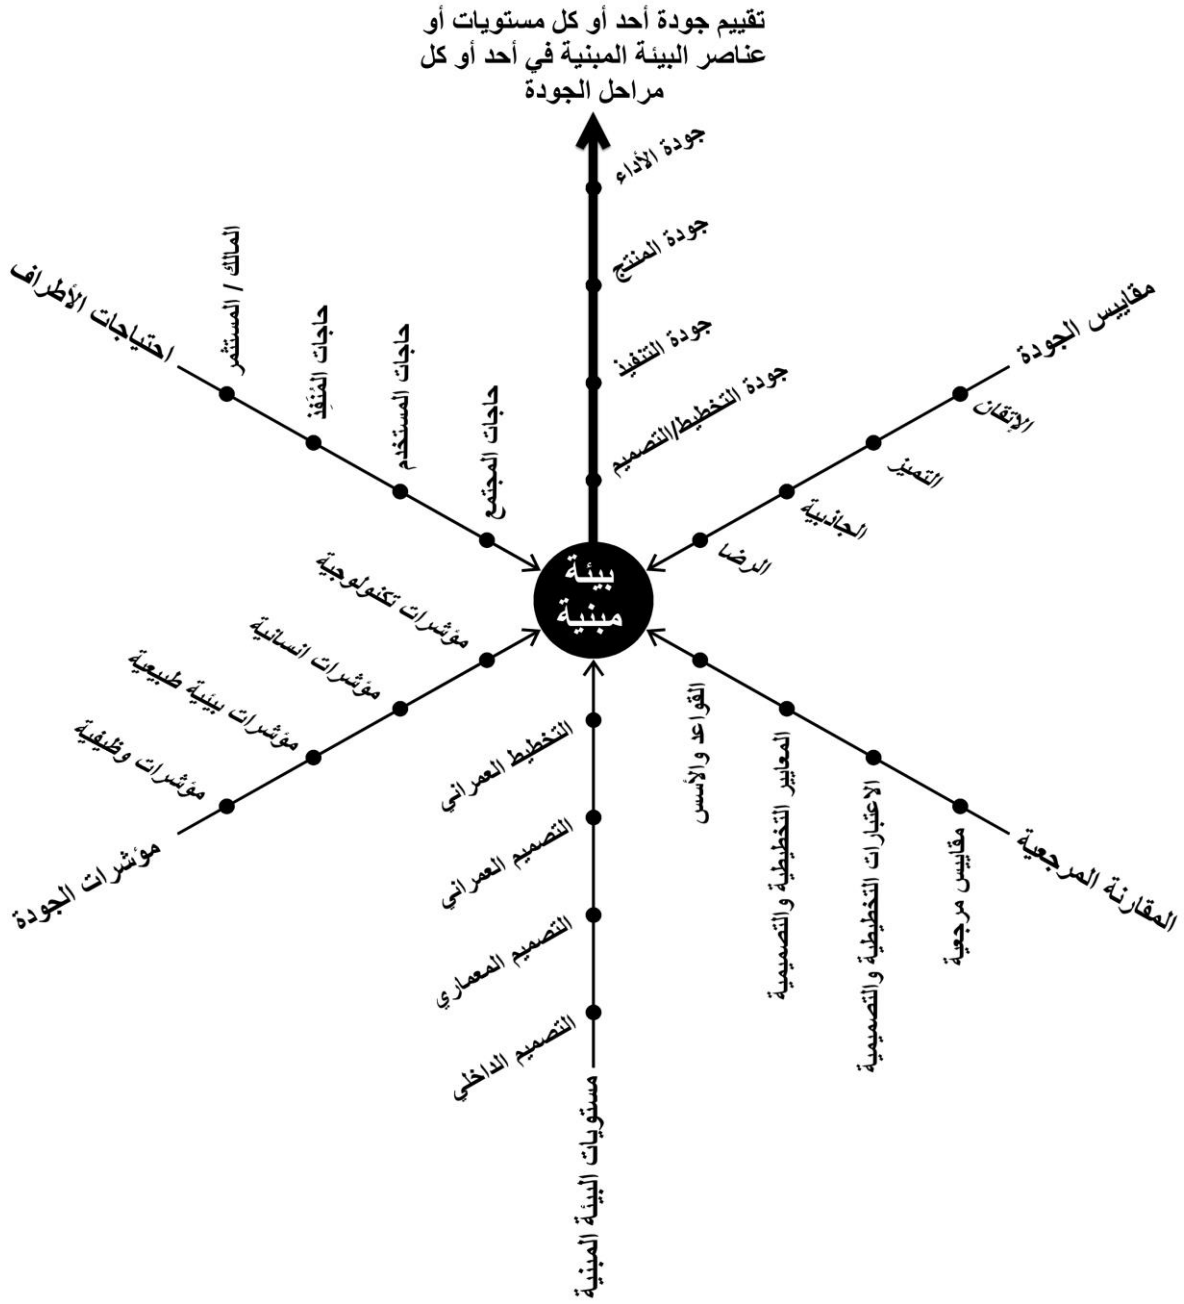 تقييم جودة أحد أو كل مستويات أو
عناصر البيئة المبنية في أحد أو كل
مراحل الجودة
جودة الأداء
جودة المنتج
جودة التنفيذ
جودة التخطيط/التصميم
مقاييس الجودة
الإتقان
التميز
الجاذبية
الرضا
احتياجات الأطراف
المالك / المستثمر
حاجات المُنَفِذ
حاجات المستخدم
حاجات المجتمع
بيئة
مبنية
مؤشرات تكنولوجية
مؤشرات انسانية
مؤشرات بيئية طبيعية
مؤشرات وظيفية
مؤشرات الجودة
القواعد والأسس
المعايير التخطيطية والتصميمية
الاعتبارات التخطيطية والتصميمية
مقاييس مرجعية
المقارنة المرجعية
التخطيط العمراني
التصميم العمراني
التصميم المعماري
التصميم الداخلي
مستويات البيئة المبنية